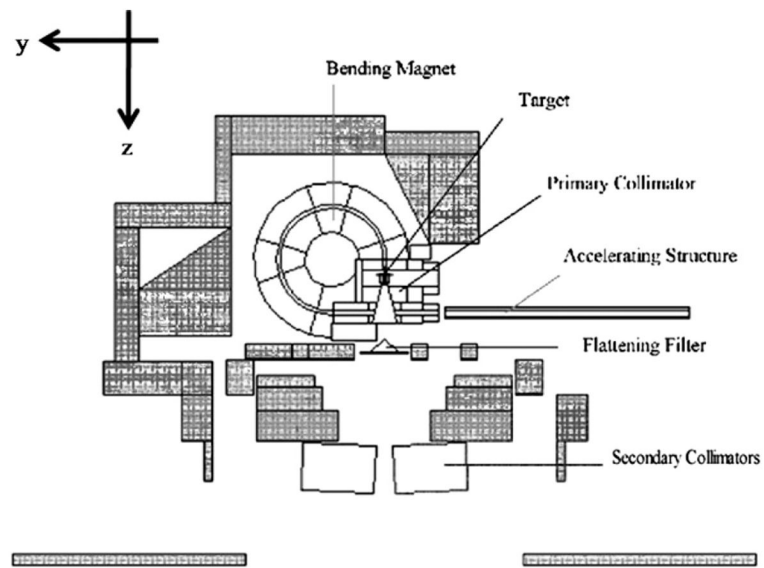 y
z
Bending Magnet
Target
Primary Collimator
Accelerating Structure
Flattening Filter
Secondary Collimators